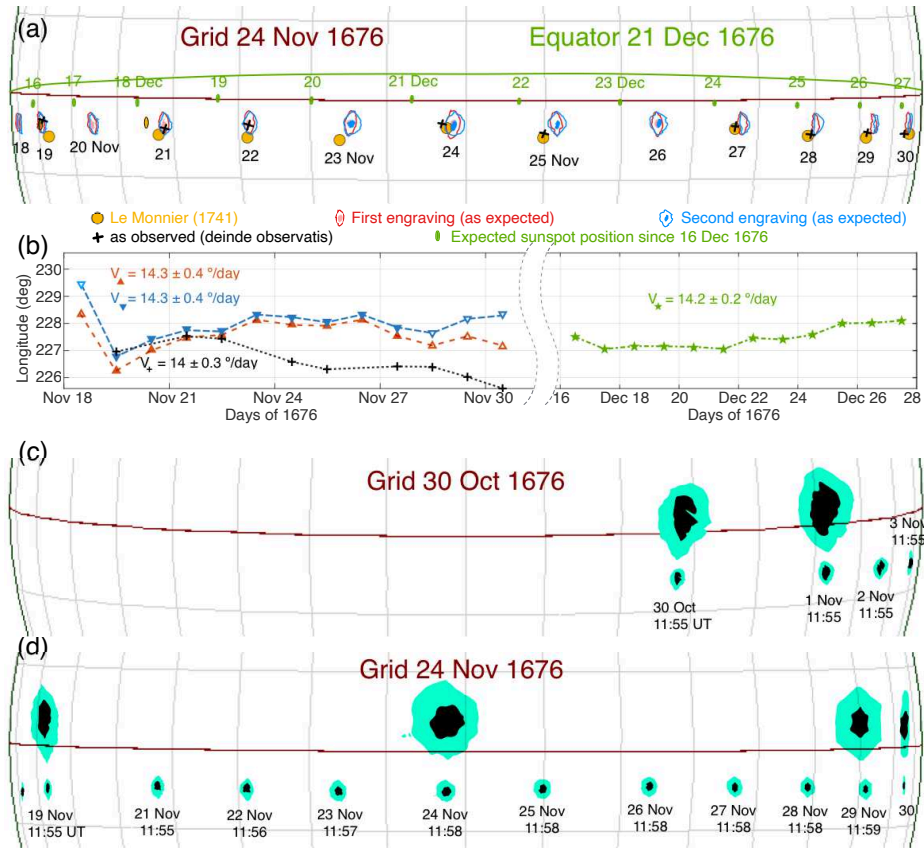 (a)
Grid 24 Nov 1676 Equator 21 Dec 1676
16 17 18 Dec 19 20 21 Dec 22 23 Dec 24 25 26 27
18 19 20 Nov 21 22 23 Nov 24 25 Nov 26 27 28 29 30
Le Monnier (1741) First engraving (as expected) Second engraving (as expected)
as observed (deinde observatis) Expected sunspot position since 16 Dec 1676
(b)
230
229
228
227
226
Longitude (deg)
V▲ = 14.3 ± 0.4 °/day
V▼ = 14.3 ± 0.4 °/day
V+ = 14 ± 0.3 °/day
V★ = 14.2 ± 0.2 °/day
Nov 18 Nov 21 Nov 24 Nov 27 Nov 30 16 Dec 18 20 Dec 22 24 Dec 26 28
Days of 1676 Days of 1676
(c)
Grid 30 Oct 1676
3 Nov
11:55
30 Oct
11:55 UT
1 Nov
11:55
2 Nov
11:55
(d)
Grid 24 Nov 1676
19 Nov
11:55 UT
21 Nov
11:55
22 Nov
11:56
23 Nov
11:57
24 Nov
11:58
25 Nov
11:58
26 Nov
11:58
27 Nov
11:58
28 Nov
11:58
29 Nov
11:59
30